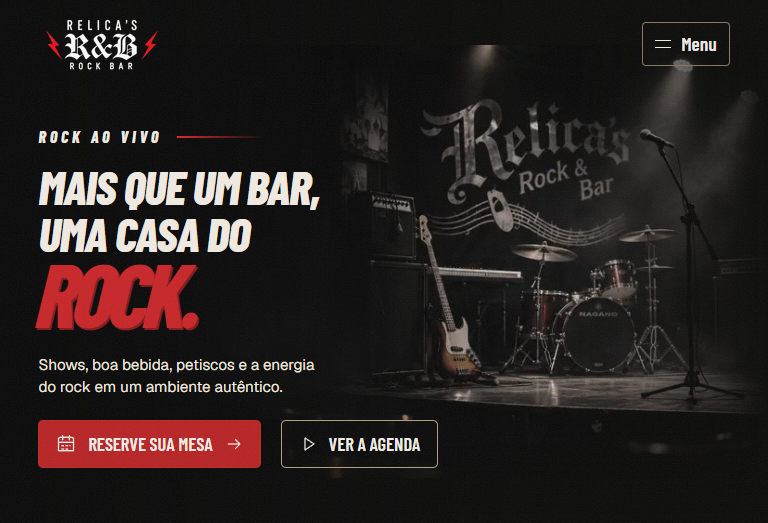 RELICA'S
R&B
ROCK BAR
Menu
ROCK AO VIVO
MAIS QUE UM BAR,
UMA CASA DO
ROCK.
Relica's
Rock &
Bar
NAGANO
Shows, boa bebida, petiscos e a energia
do rock em um ambiente autêntico.
RESERVE SUA MESA
VER A AGENDA